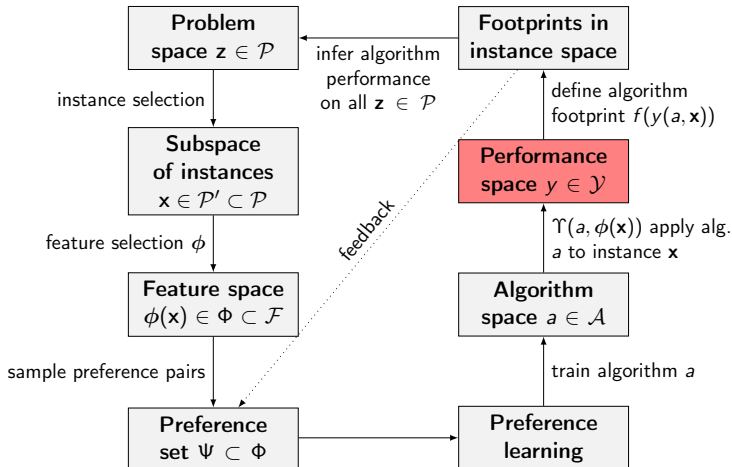 Problem
space z ∈ 𝒫
instance selection
Subspace
of instances
x ∈ 𝒫′ ⊂ 𝒫
feature selection ϕ
Feature space
ϕ(x) ∈ Φ ⊂ ℱ
sample preference pairs
Preference
set Ψ ⊂ Φ
Preference
learning
train algorithm a
Algorithm
space a ∈ 𝒜
ϒ(a, ϕ(x)) apply alg.
a to instance x
Performance
space y ∈ 𝒴
define algorithm
footprint f(y(a, x))
Footprints in
instance space
infer algorithm
performance
on all z ∈ 𝒫
feedback